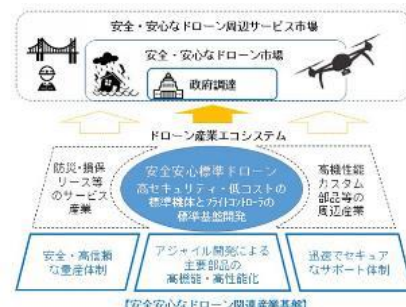 安全・安心なドローン周辺サービス市場
安全・安心なドローン市場
政府調達
ドローン産業エコシステム
防災・損保
リース等
のサービス
産業
安全安心標準ドローン
高セキュリティ・低コストの
標準機体とフライトコントローラの
標準基盤開発
高機能・高性能
カスタム
部品等の
周辺産業
安全・高信頼
な量産体制
アジャイル開発による
主要部品の
高機能・高性能化
迅速でセキュア
なサポート体制
【安全安心なドローン関連産業基盤】